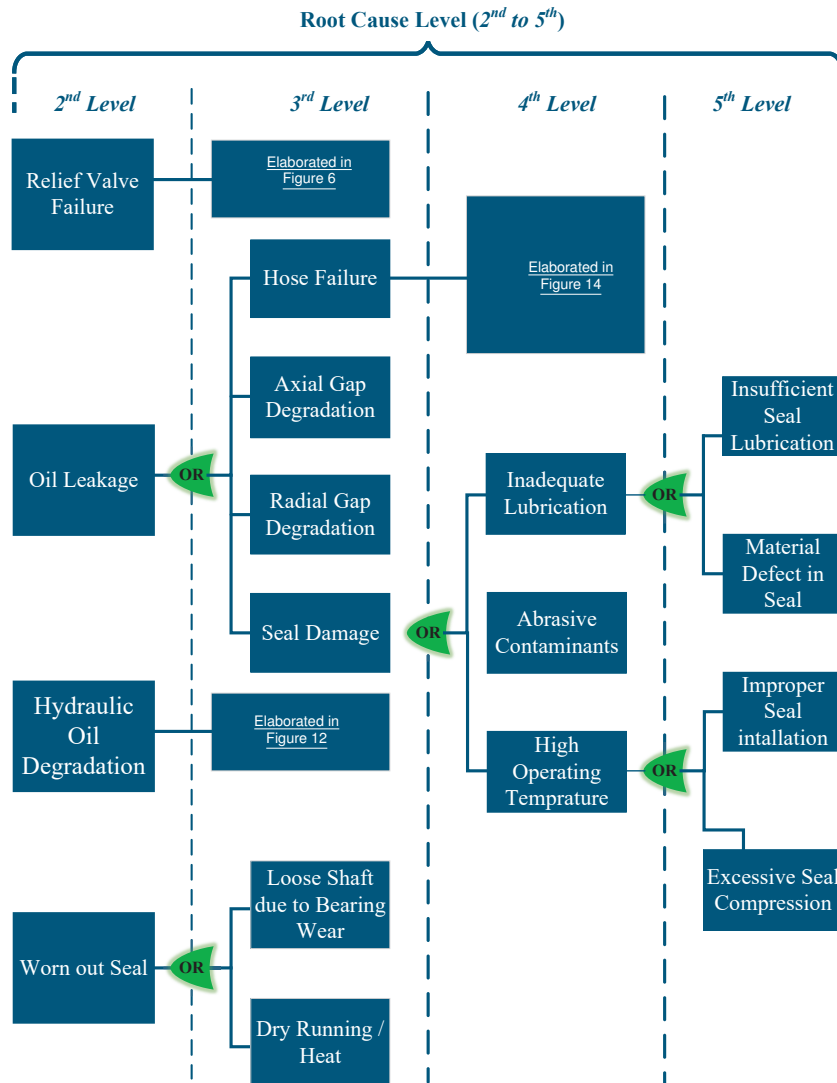 Root Cause Level (2nd to 5th)
2nd Level
3rd Level
4th Level
5th Level
Relief Valve
Failure
Elaborated in
Figure 6
Hose Failure
Elaborated in
Figure 14
Axial Gap
Degradation
Insufficient
Seal
Lubrication
Oil Leakage
OR
Radial Gap
Degradation
Inadequate
Lubrication
OR
Material
Defect in
Seal
Seal Damage
OR
Abrasive
Contaminants
Hydraulic
Oil
Degradation
Elaborated in
Figure 12
High
Operating
Temprature
OR
Improper
Seal
intallation
Excessive Seal
Compression
Worn out Seal
OR
Loose Shaft
due to Bearing
Wear
Dry Running /
Heat